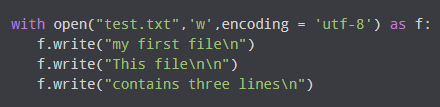 with open("test.txt",'w',encoding = 'utf-8') as f:
   f.write("my first file\n")
   f.write("This file\n\n")
   f.write("contains three lines\n")